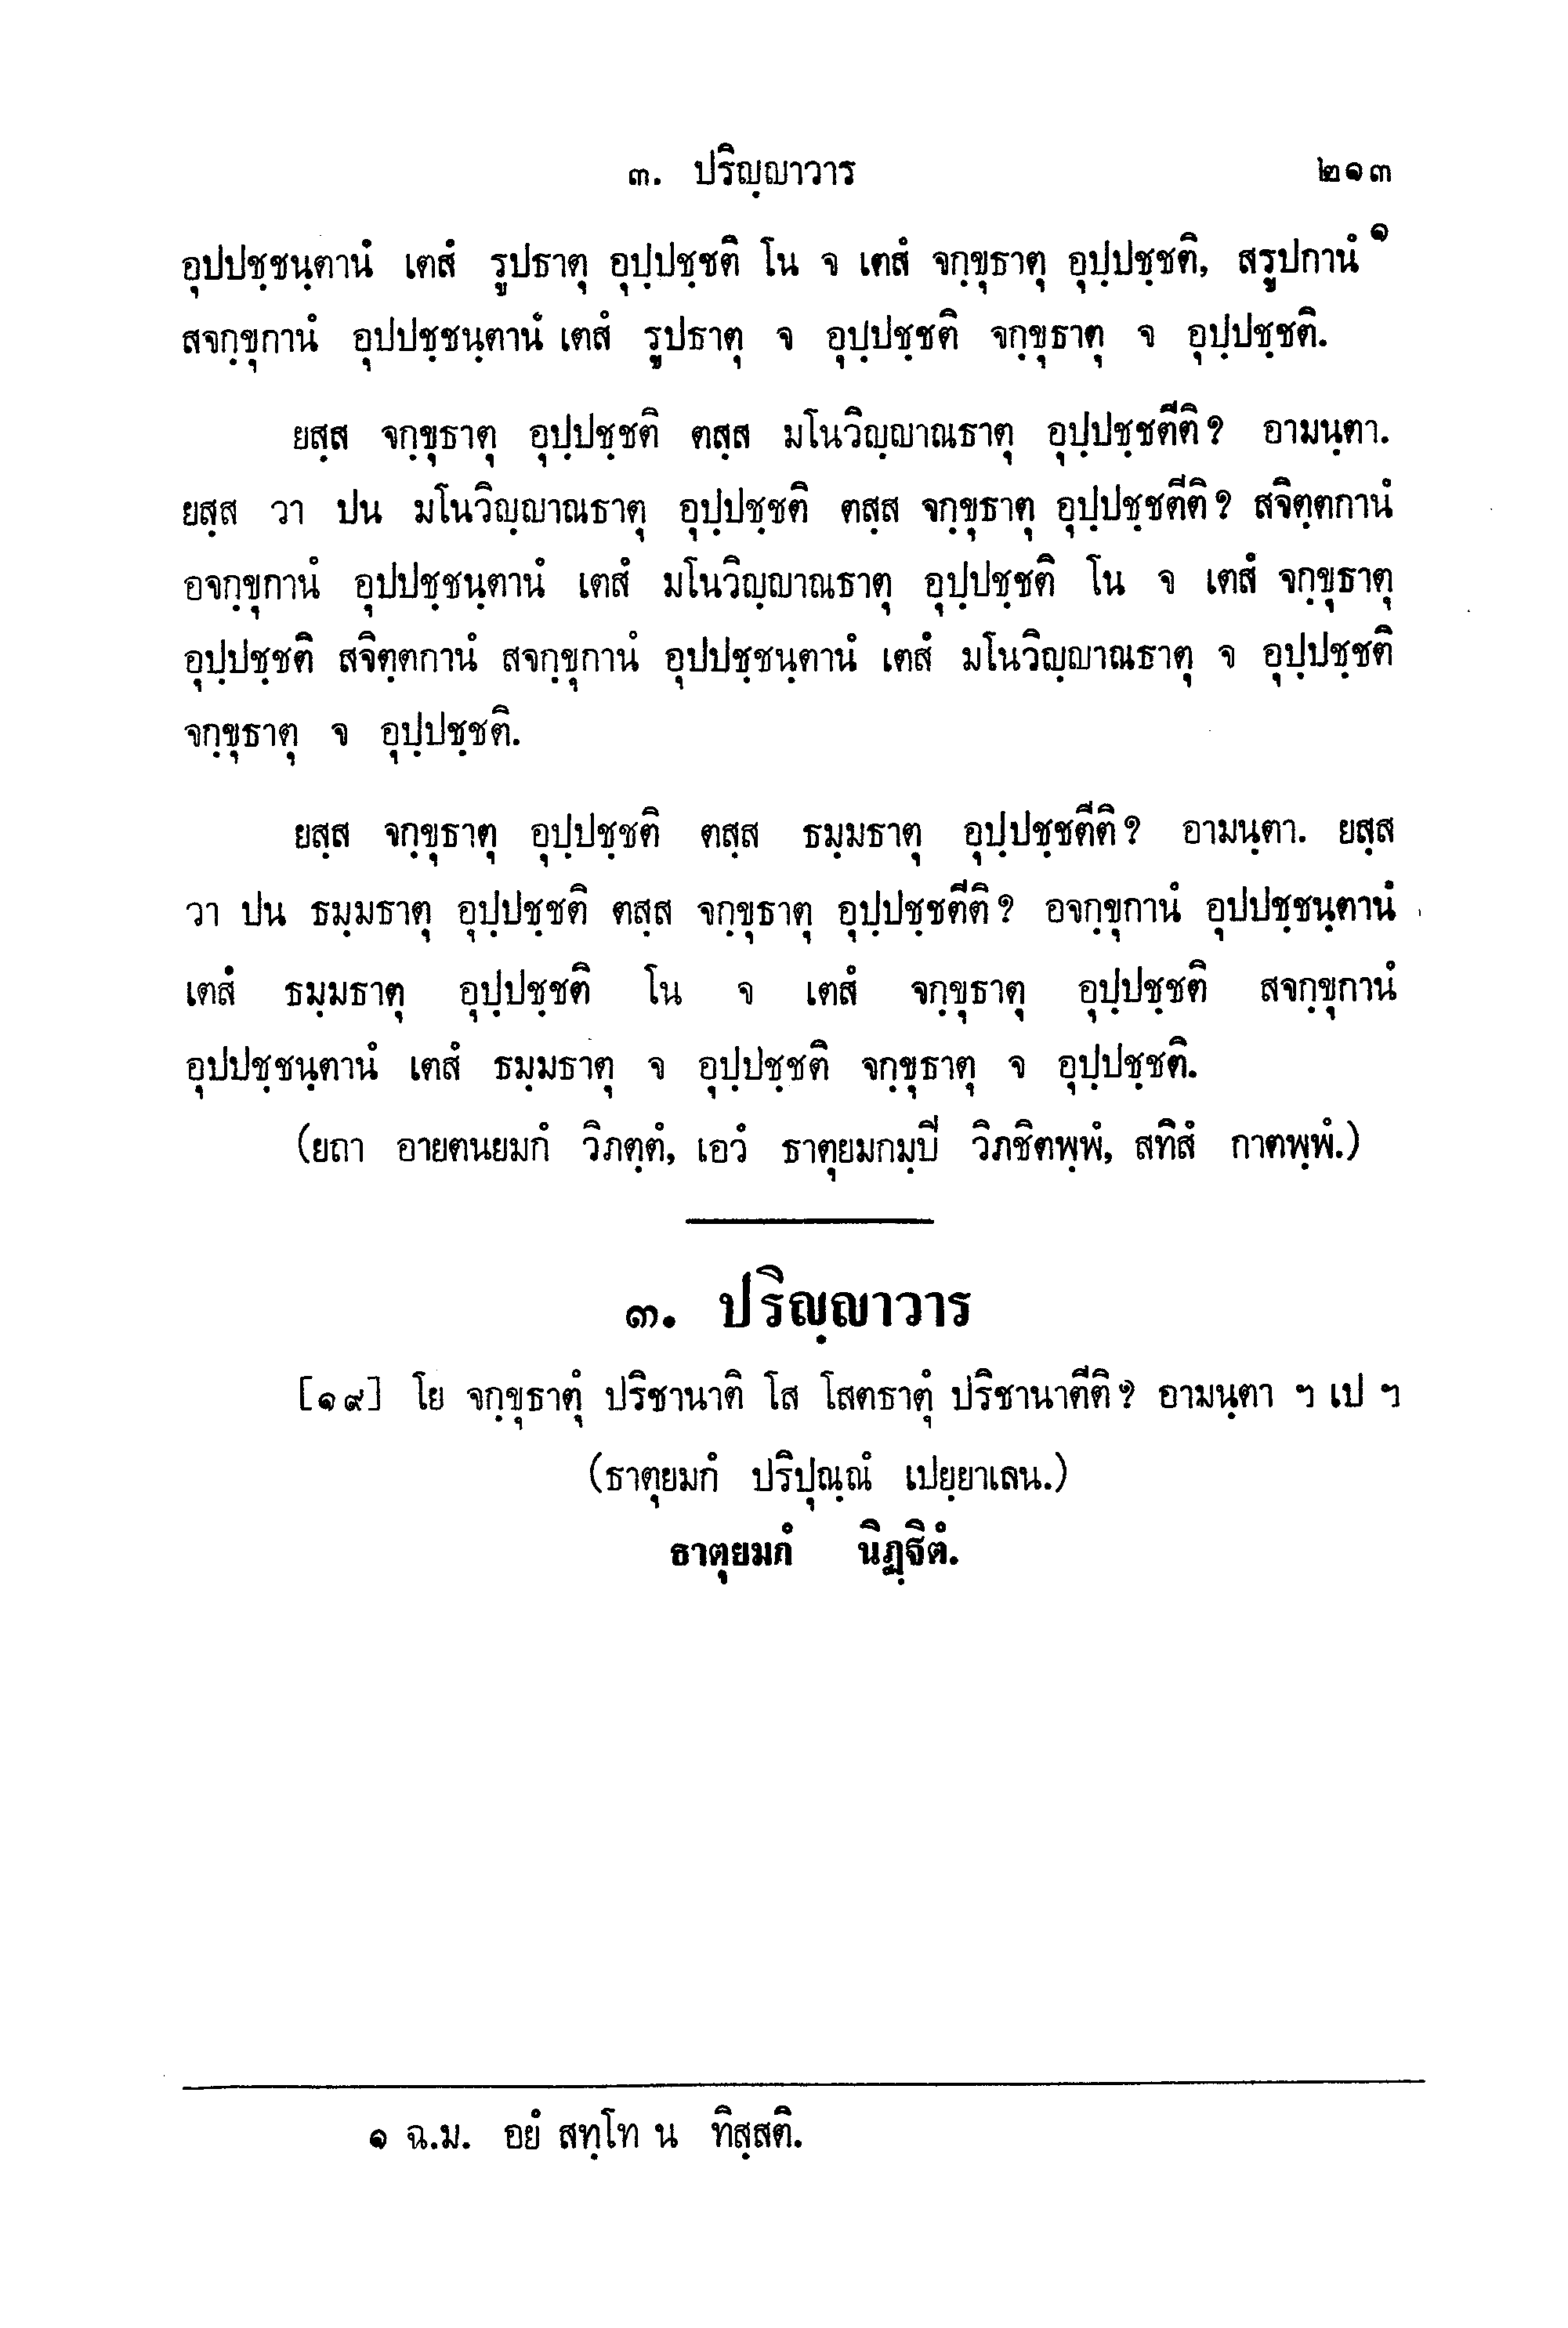 ๓. ปริญฺญาวาร ๒๑๓
อุปปชฺชนฺตานํ เตสํ รูปธาตุ อุปฺปชฺชติ โน จ เตสํ จกฺขุธาตุ อุปฺปชฺชติ, สรูปกานํ๑
สจกฺขุกานํ อุปปชฺชนฺตานํ เตสํ รูปธาตุ จ อุปฺปชฺชติ จกฺขุธาตุ จ อุปฺปชฺชติ.
ยสฺส จกฺขุธาตุ อุปฺปชฺชติ ตสฺส มโนวิญฺญาณธาตุ อุปฺปชฺชตีติ? อามนฺตา.
ยสฺส วา ปน มโนวิญฺญาณธาตุ อุปฺปชฺชติ ตสฺส จกฺขุธาตุ อุปฺปชฺชตีติ? สจิตฺตกานํ
อจกฺขุกานํ อุปปชฺชนฺตานํ เตสํ มโนวิญฺญาณธาตุ อุปฺปชฺชติ โน จ เตสํ จกฺขุธาตุ
อุปฺปชฺชติ สจิตฺตกานํ สจกฺขุกานํ อุปปชฺชนฺตานํ เตสํ มโนวิญฺญาณธาตุ จ อุปฺปชฺชติ
จกฺขุธาตุ จ อุปฺปชฺชติ.
ยสฺส จกฺขุธาตุ อุปฺปชฺชติ ตสฺส ธมฺมธาตุ อุปฺปชฺชตีติ? อามนฺตา. ยสฺส
วา ปน ธมฺมธาตุ อุปฺปชฺชติ ตสฺส จกฺขุธาตุ อุปฺปชฺชตีติ? อจกฺขุกานํ อุปปชฺชนฺตานํ
เตสํ ธมฺมธาตุ อุปฺปชฺชติ โน จ เตสํ จกฺขุธาตุ อุปฺปชฺชติ สจกฺขุกานํ
อุปปชฺชนฺตานํ เตสํ ธมฺมธาตุ จ อุปฺปชฺชติ จกฺขุธาตุ จ อุปฺปชฺชติ.
(ยถา อายตนยมกํ วิภตฺตํ, เอวํ ธาตุยมกมฺปี วิภชิตพฺพํ, สทิสํ กาตพฺพํ.)
๓. ปริญฺญาวาร
[๑๙] โย จกฺขุธาตุํ ปริชานาติ โส โสตธาตุํ ปริชานาตีติ? อามนฺตา ฯ เป ฯ
(ธาตุยมกํ ปริปุณฺณํ เปยฺยาเลน.)
ธาตุยมกํ นิฏฺฐิตํ.
๑ ฉ.ม. อยํ สทฺโท น ทิสฺสติ.